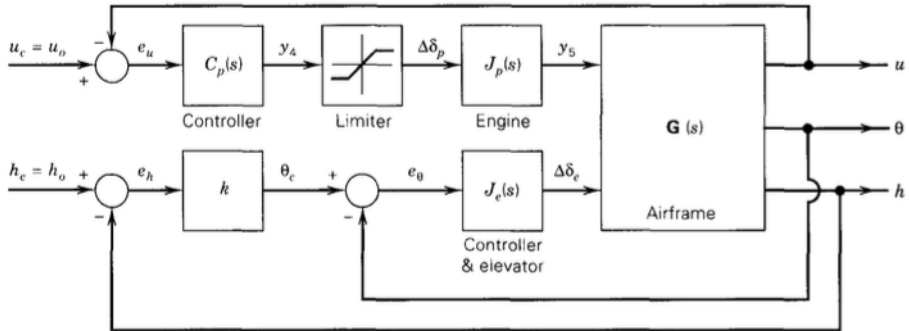 u_c = u_o
−
+
e_u
C_p(s)
Controller
y_4
Limiter
Δδ_p
J_p(s)
Engine
y_5
G(s)
Airframe
u
θ
h
h_c = h_o
+
−
e_h
k
θ_c
+
−
e_θ
J_e(s)
Controller
& elevator
Δδ_e